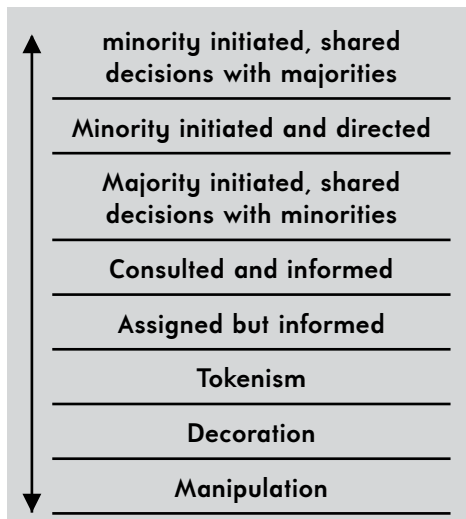 minority initiated, shared
decisions with majorities
Minority initiated and directed
Majority initiated, shared
decisions with minorities
Consulted and informed
Assigned but informed
Tokenism
Decoration
Manipulation